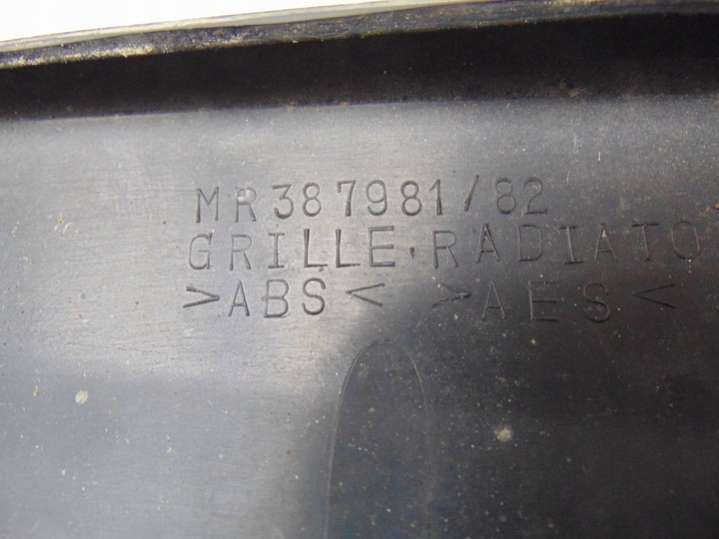 MR387981/82
GRILLE,RADIATO
>ABS< >AES<